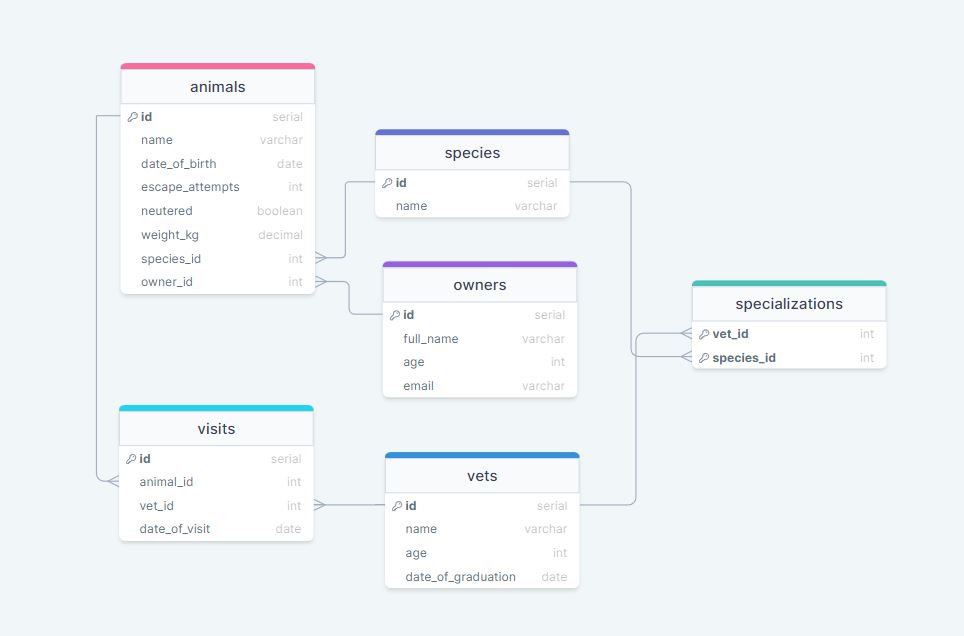 animals
id serial
name varchar
date_of_birth date
escape_attempts int
neutered boolean
weight_kg decimal
species_id int
owner_id int
species
id serial
name varchar
owners
id serial
full_name varchar
age int
email varchar
specializations
vet_id int
species_id int
visits
id serial
animal_id int
vet_id int
date_of_visit date
vets
id serial
name varchar
age int
date_of_graduation date